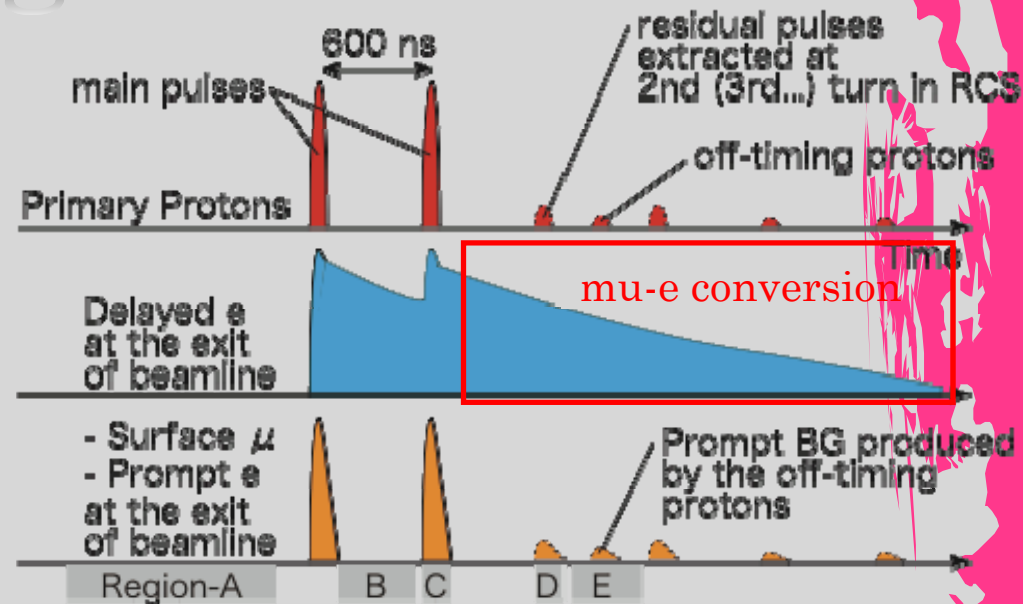 600 ns
main pulses
residual pulses
extracted at
2nd (3rd...) turn in RCS
off-timing protons
Primary Protons
Time
mu-e conversion
Delayed e
at the exit
of beamline
- Surface μ
- Prompt e
at the exit
of beamline
Prompt BG produced
by the off-timing
protons
Region-A
B
C
D
E